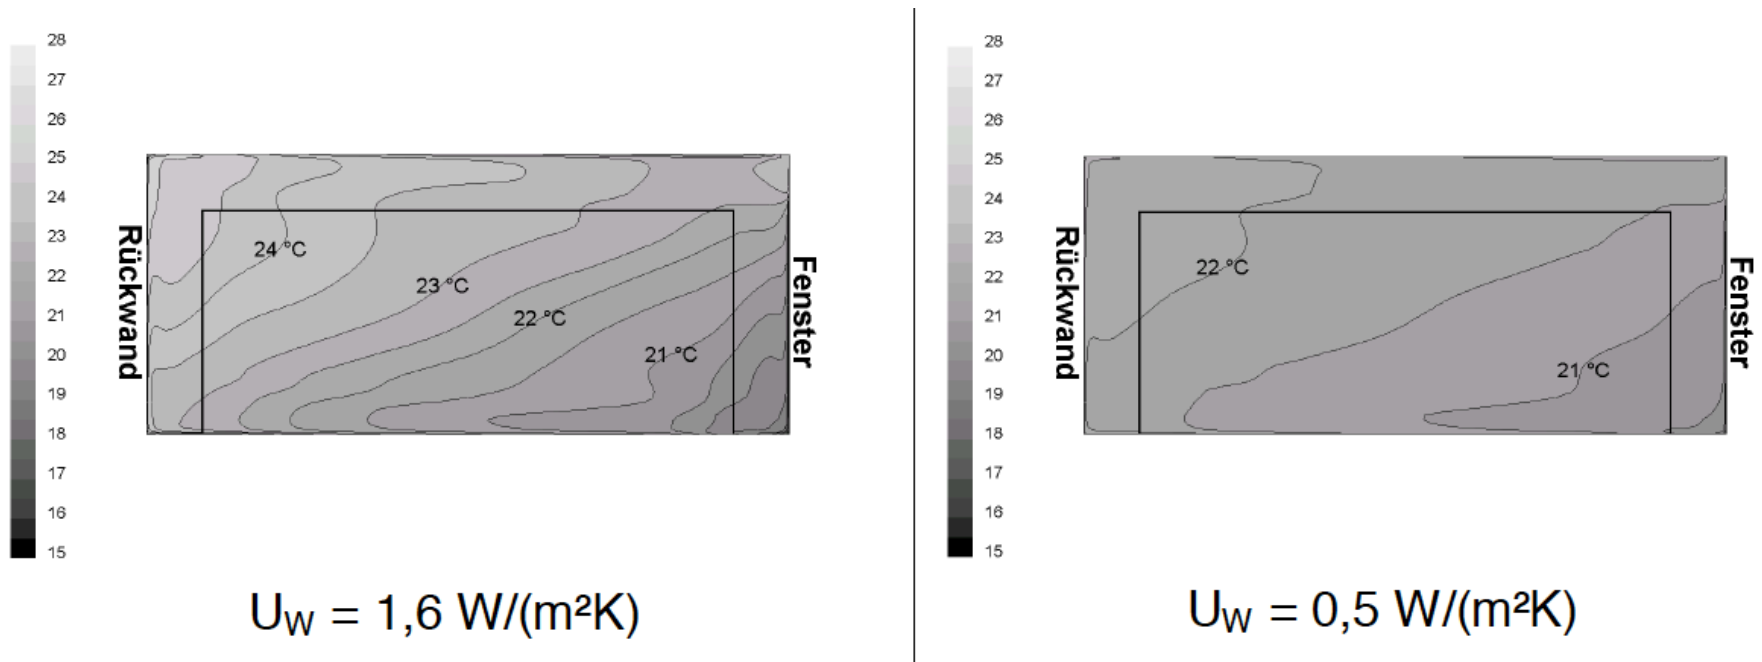 28
27
26
25
24
23
22
21
20
19
18
17
16
15
Rückwand
24 °C
23 °C
22 °C
21 °C
Fenster
U_W = 1,6 W/(m²K)
28
27
26
25
24
23
22
21
20
19
18
17
16
15
Rückwand
22 °C
21 °C
Fenster
U_W = 0,5 W/(m²K)